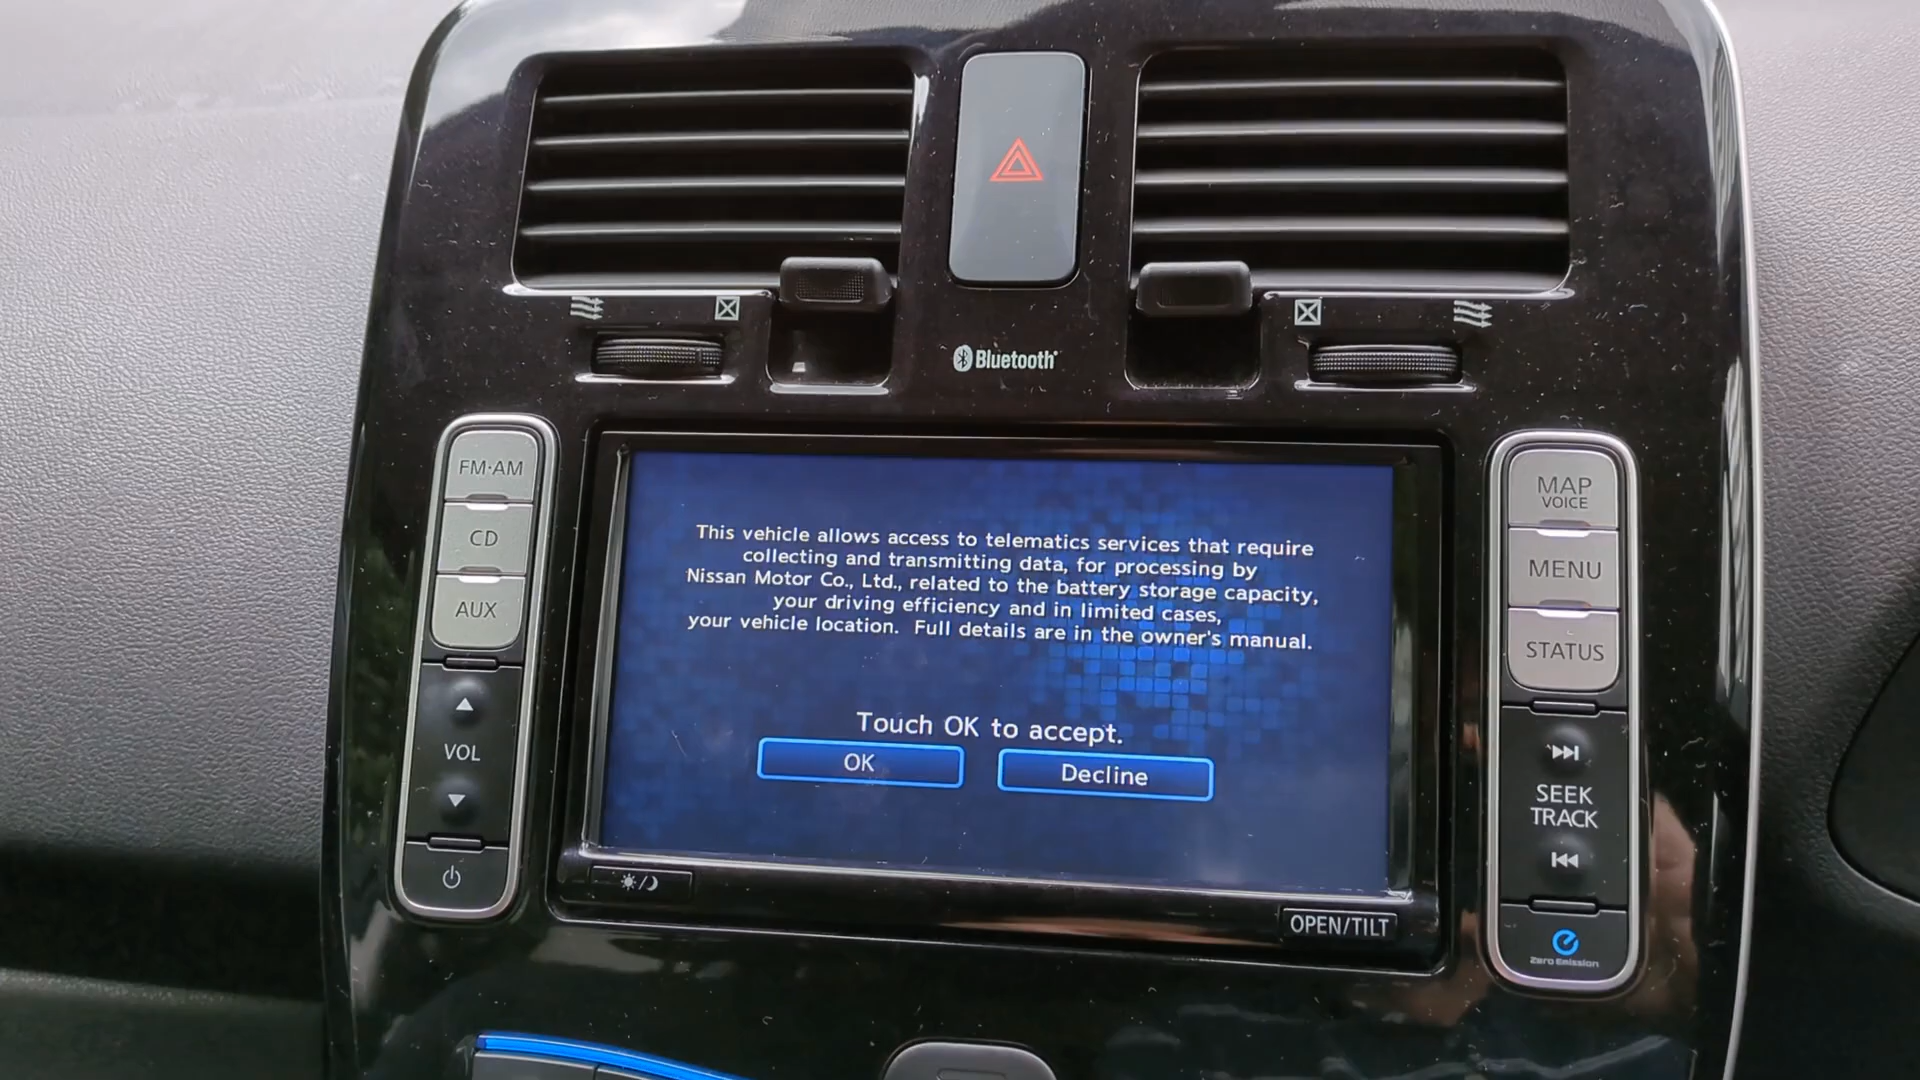 Bluetooth
FM·AM
CD
AUX
VOL
This vehicle allows access to telematics services that require
collecting and transmitting data, for processing by
Nissan Motor Co., Ltd., related to the battery storage capacity,
your driving efficiency and in limited cases,
your vehicle location. Full details are in the owner's manual.
Touch OK to accept.
OK
Decline
OPEN/TILT
MAP
VOICE
MENU
STATUS
SEEK
TRACK
Zero Emission